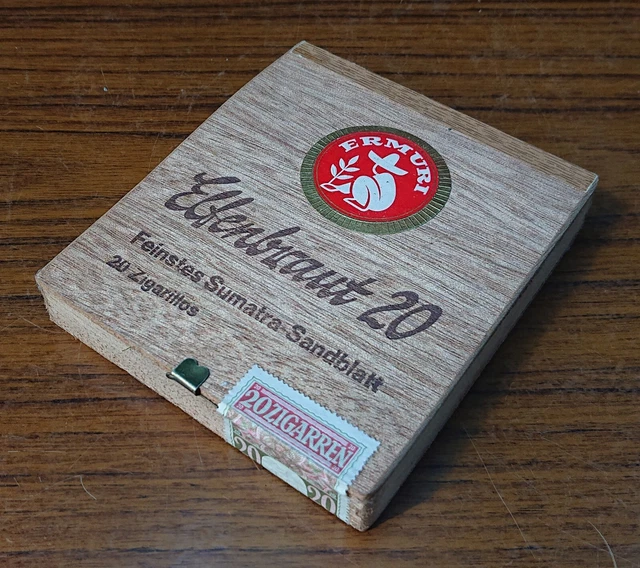 ERMURI
Elfenbraut 20
Feinstes Sumatra-Sandblatt
20 Zigarillos
20 ZIGARREN
20 20